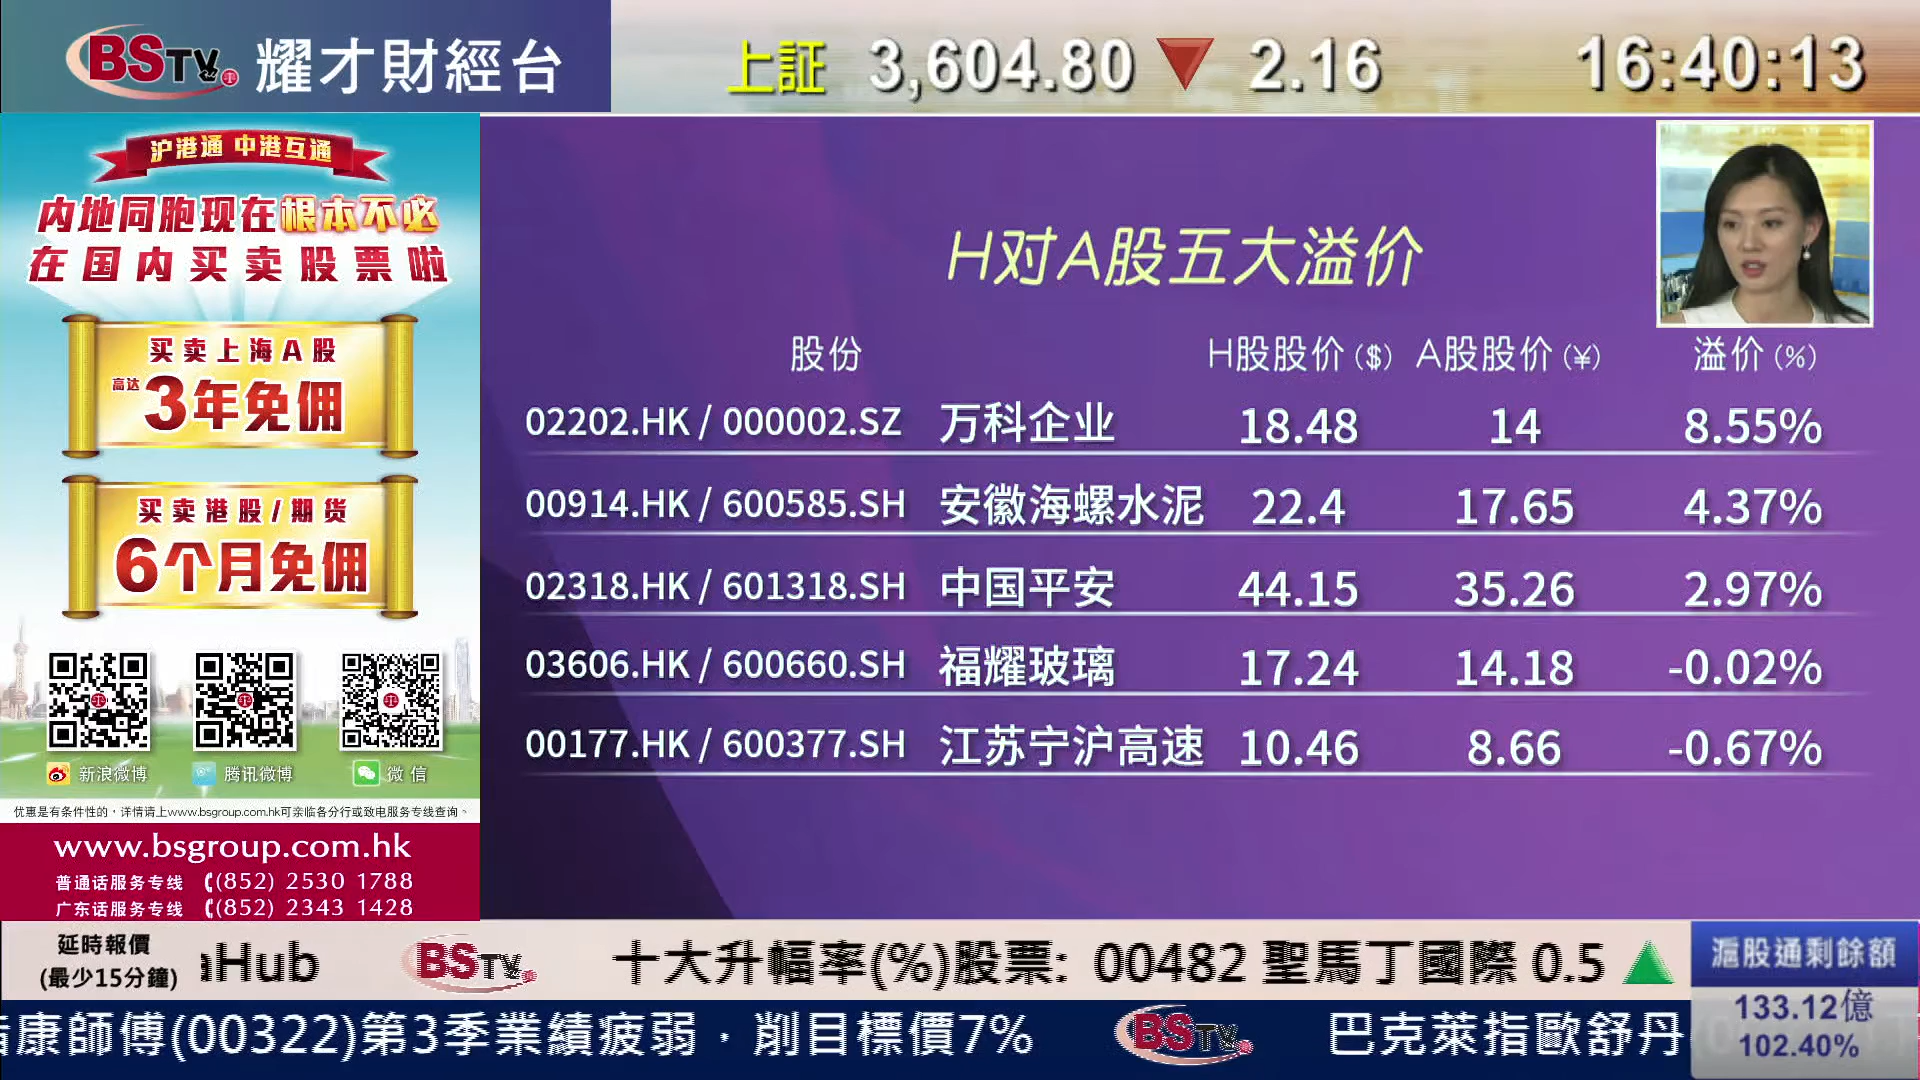 BSTV 耀才財經台
上証 3,604.80 ▼ 2.16 16:40:13
沪港通 中港互通
内地同胞现在根本不必
在国内买卖股票啦
买卖上海A股
高达3年免佣
买卖港股/期货
6个月免佣
新浪微博 腾讯微博 微信
优惠是有条件性的，详情请上www.bsgroup.com.hk可亲临各分行或致电服务专线查询。
www.bsgroup.com.hk
普通话服务专线 (852) 2530 1788
广东话服务专线 (852) 2343 1428
H对A股五大溢价
股份 H股股价($) A股股价(¥) 溢价(%)
02202.HK / 000002.SZ 万科企业 18.48 14 8.55%
00914.HK / 600585.SH 安徽海螺水泥 22.4 17.65 4.37%
02318.HK / 601318.SH 中国平安 44.15 35.26 2.97%
03606.HK / 600660.SH 福耀玻璃 17.24 14.18 -0.02%
00177.HK / 600377.SH 江苏宁沪高速 10.46 8.66 -0.67%
延時報價
(最少15分鐘)
aHub BSTV 十大升幅率(%)股票: 00482 聖馬丁國際 0.5 ▲
康師傅(00322)第3季業績疲弱，削目標價7% BSTV 巴克萊指歐舒丹
滬股通剩餘額
133.12億
102.40%